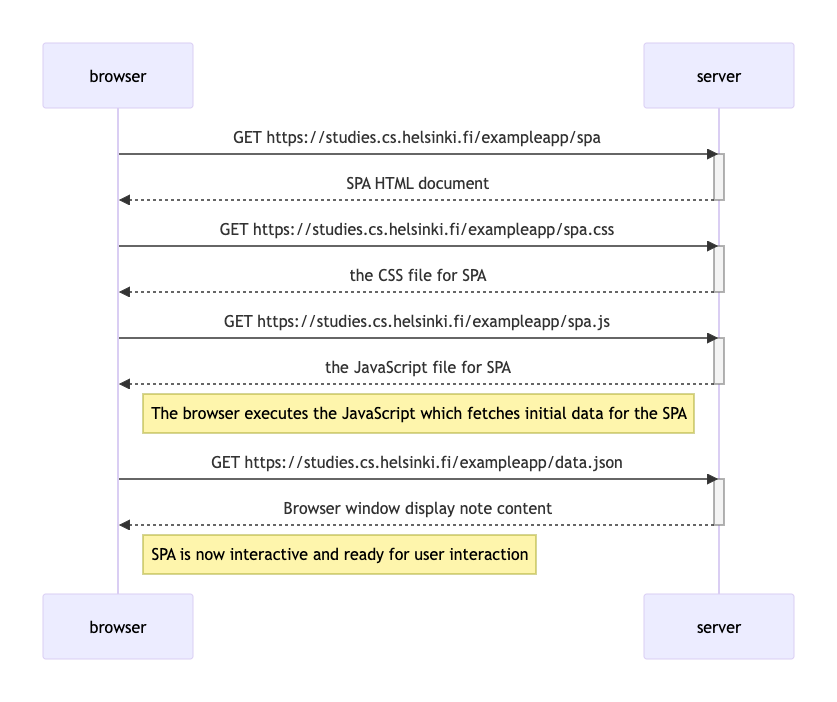 browser
server
GET https://studies.cs.helsinki.fi/exampleapp/spa
SPA HTML document
GET https://studies.cs.helsinki.fi/exampleapp/spa.css
the CSS file for SPA
GET https://studies.cs.helsinki.fi/exampleapp/spa.js
the JavaScript file for SPA
The browser executes the JavaScript which fetches initial data for the SPA
GET https://studies.cs.helsinki.fi/exampleapp/data.json
Browser window display note content
SPA is now interactive and ready for user interaction
browser
server